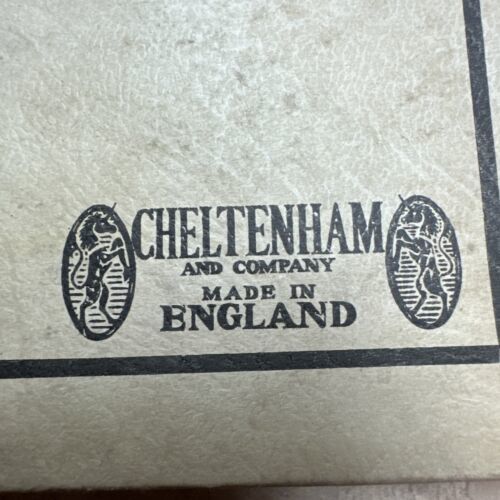 CHELTENHAM
AND COMPANY
MADE IN
ENGLAND